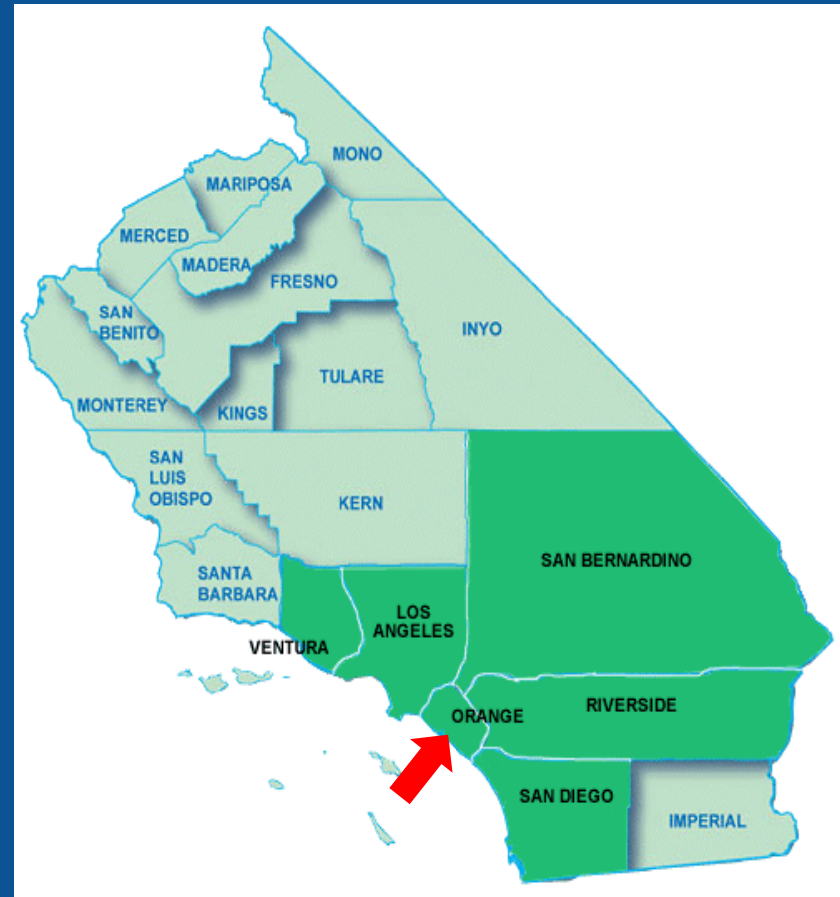 MONO
MARIPOSA
MERCED
MADERA
FRESNO
SAN
BENITO
INYO
TULARE
MONTEREY
KINGS
SAN
LUIS
OBISPO
KERN
SAN BERNARDINO
SANTA
BARBARA
LOS
ANGELES
VENTURA
ORANGE
RIVERSIDE
SAN DIEGO
IMPERIAL